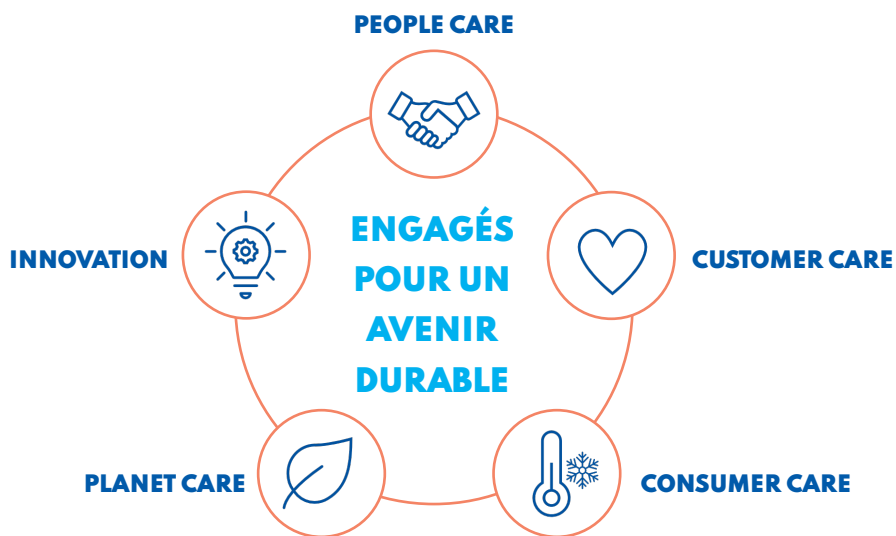 PEOPLE CARE
INNOVATION
ENGAGÉS
POUR UN
AVENIR
DURABLE
CUSTOMER CARE
PLANET CARE
CONSUMER CARE